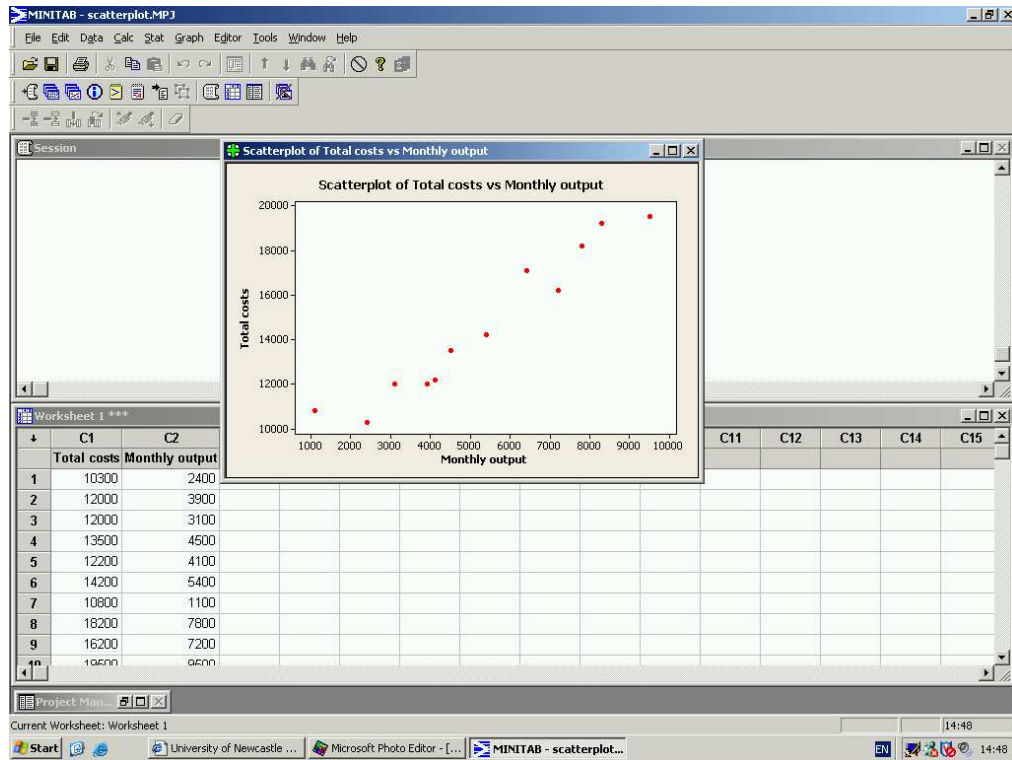 MINITAB - scatterplot.MPJ
File Edit Data Calc Stat Graph Editor Tools Window Help
Session
Scatterplot of Total costs vs Monthly output
Scatterplot of Total costs vs Monthly output
20000
18000
16000
14000
12000
10000
Total costs
1000 2000 3000 4000 5000 6000 7000 8000 9000 10000
Monthly output
Worksheet 1 ***
C1 C2 C11 C12 C13 C14 C15
Total costs Monthly output
1 10300 2400
2 12000 3900
3 12000 3100
4 13500 4500
5 12200 4100
6 14200 5400
7 10800 1100
8 18200 7800
9 16200 7200
10 19500 9500
Project Man...
Current Worksheet: Worksheet 1 14:48
Start University of Newcastle ... Microsoft Photo Editor - [... MINITAB - scatterplot... EN 14:48